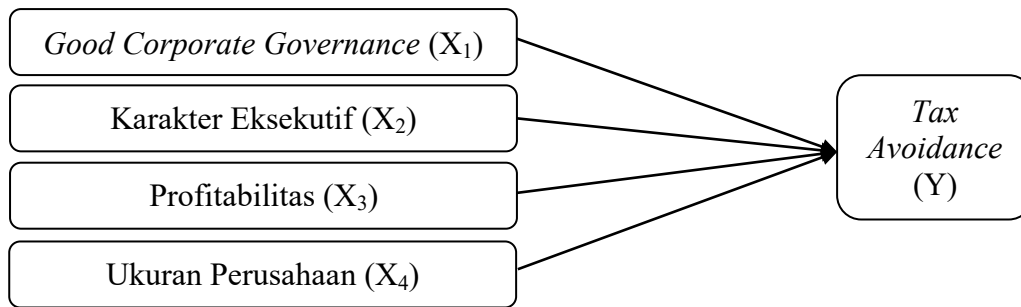 Good Corporate Governance (X₁)
Karakter Eksekutif (X₂)
Profitabilitas (X₃)
Ukuran Perusahaan (X₄)
Tax
Avoidance
(Y)